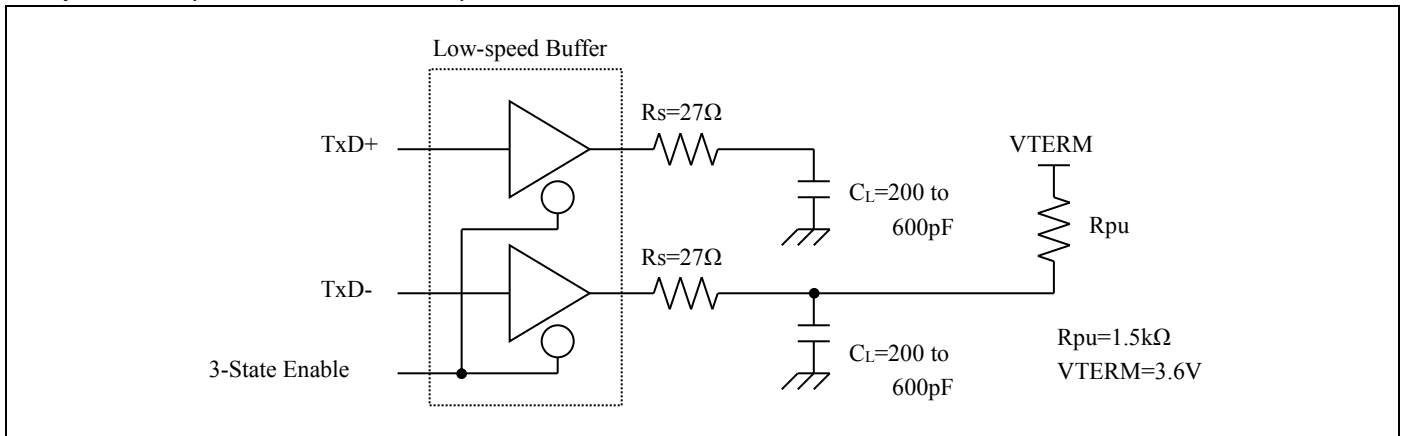 Low-speed Buffer
TxD+
Rs=27Ω
VTERM
CL=200 to
600pF
Rpu
TxD-
Rs=27Ω
CL=200 to
600pF
Rpu=1.5kΩ
VTERM=3.6V
3-State Enable